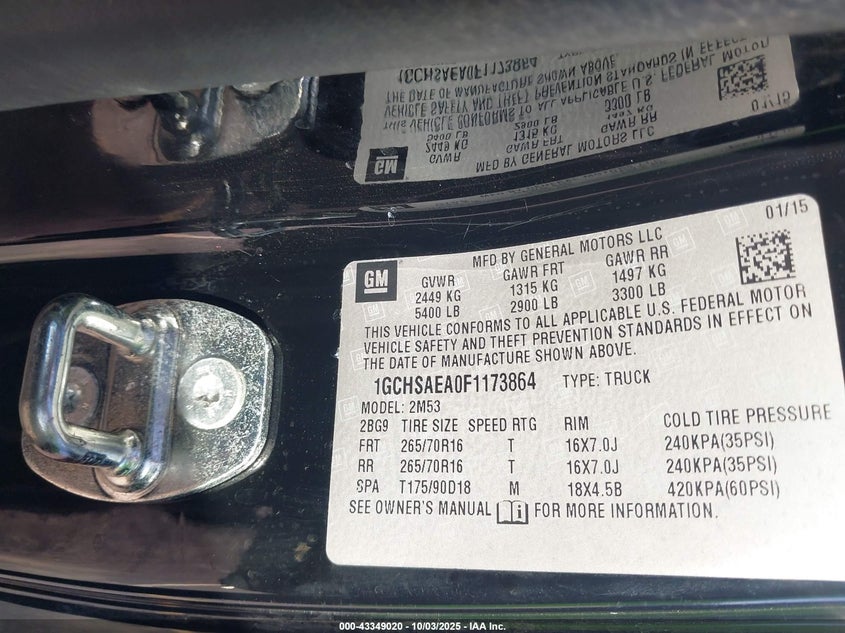 01/15
GM
MFD BY GENERAL MOTORS LLC
GVWR GAWR FRT GAWR RR
2449 KG 1315 KG 1497 KG
5400 LB 2900 LB 3300 LB
THIS VEHICLE CONFORMS TO ALL APPLICABLE U.S. FEDERAL MOTOR
VEHICLE SAFETY AND THEFT PREVENTION STANDARDS IN EFFECT ON
THE DATE OF MANUFACTURE SHOWN ABOVE.
1GCHSAEA0F1173864 TYPE: TRUCK
MODEL: 2M53
2BG9 TIRE SIZE SPEED RTG RIM COLD TIRE PRESSURE
FRT 265/70R16 T 16X7.0J 240KPA(35PSI)
RR 265/70R16 T 16X7.0J 240KPA(35PSI)
SPA T175/90D18 M 18X4.5B 420KPA(60PSI)
SEE OWNER'S MANUAL FOR MORE INFORMATION.
000-43349020 - 10/03/2025 - IAA Inc.